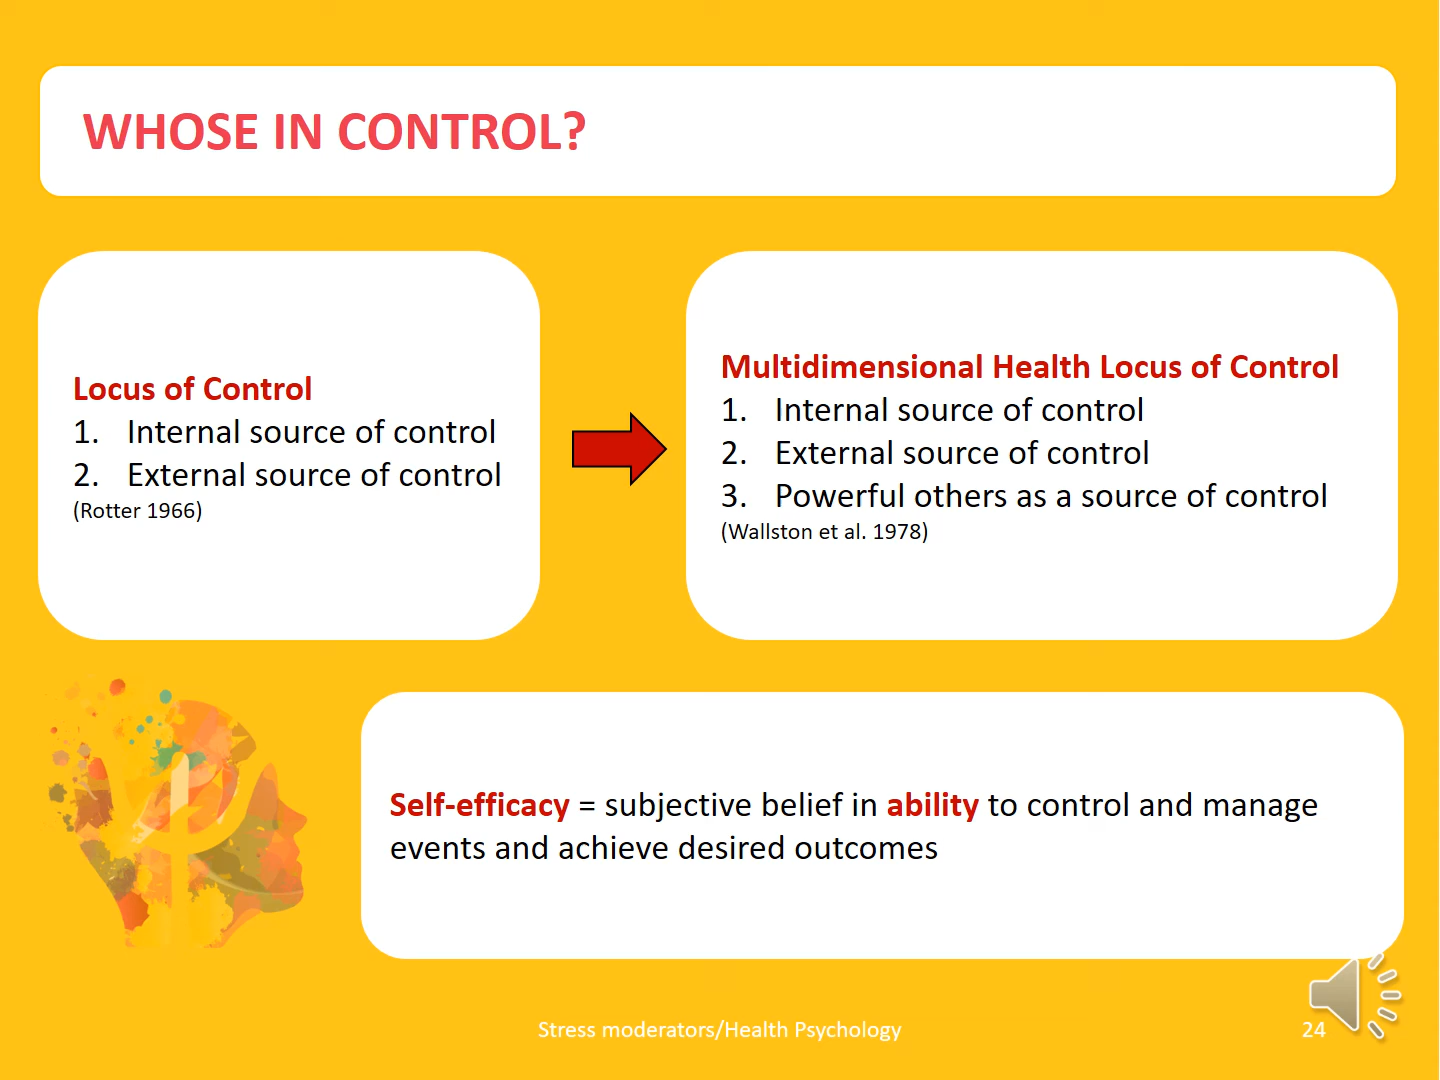 WHOSE IN CONTROL?
Locus of Control
1. Internal source of control
2. External source of control
(Rotter 1966)
Multidimensional Health Locus of Control
1. Internal source of control
2. External source of control
3. Powerful others as a source of control
(Wallston et al. 1978)
Self-efficacy = subjective belief in ability to control and manage
events and achieve desired outcomes
Stress moderators/Health Psychology
24